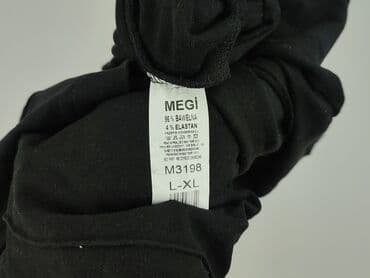 MEGi
96% BAWEŁNA
4% ELASTAN
M3198
L-XL